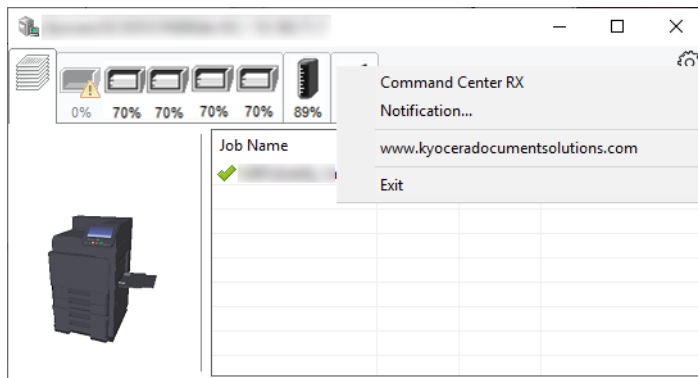 0%
70%
70%
70%
70%
89%
Command Center RX
Notification...
www.kyoceradocumentsolutions.com
Exit
Job Name